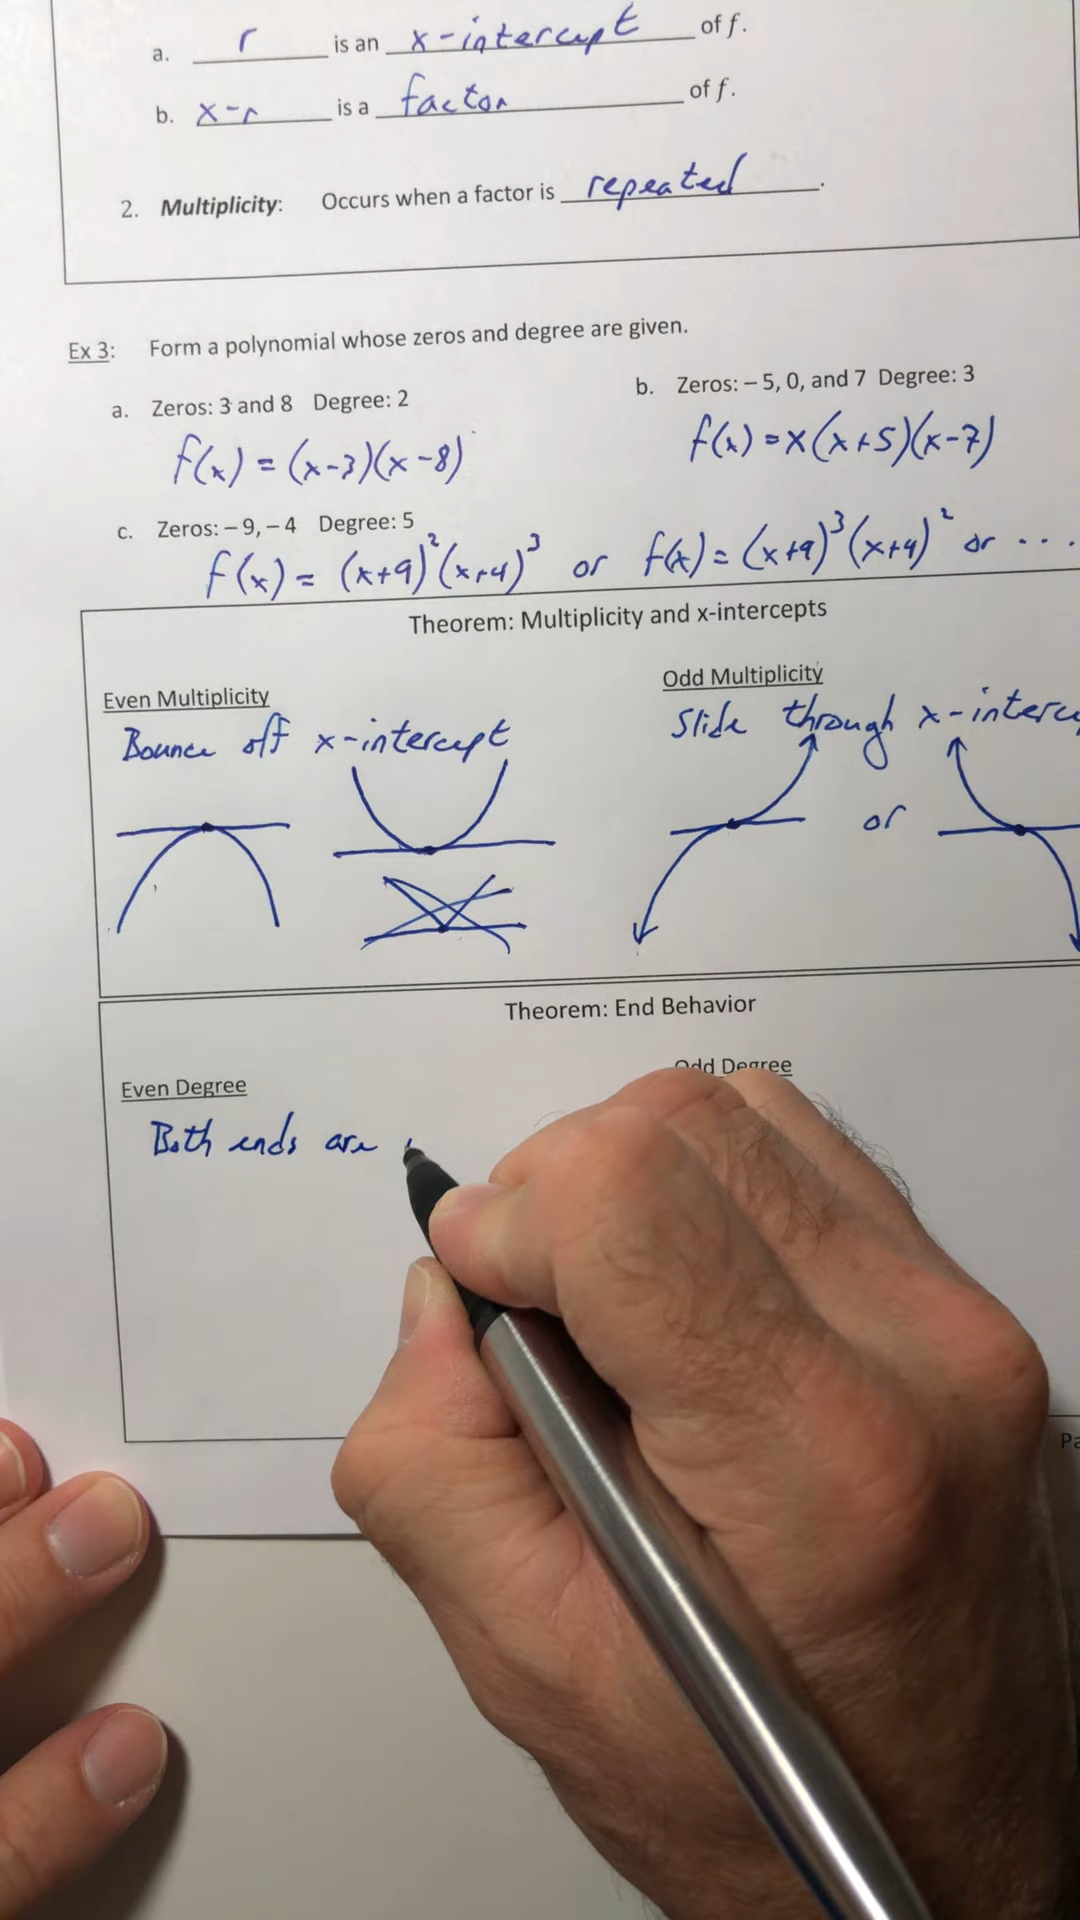 a. r is an x-intercept of f.
b. x-r is a factor of f.
2. Multiplicity: Occurs when a factor is repeated.
Ex 3: Form a polynomial whose zeros and degree are given.
a. Zeros: 3 and 8 Degree: 2
b. Zeros: – 5, 0, and 7 Degree: 3
f(x) = (x-3)(x-8)
f(x) = x(x+5)(x-7)
c. Zeros: – 9, – 4 Degree: 5
f(x) = (x+9)²(x+4)³ or f(x) = (x+9)³(x+4)² or ...
Theorem: Multiplicity and x-intercepts
Even Multiplicity
Odd Multiplicity
Bounce off x-intercept
Slide through x-interce
or
Theorem: End Behavior
Even Degree
Odd Degree
Both ends are
Pa